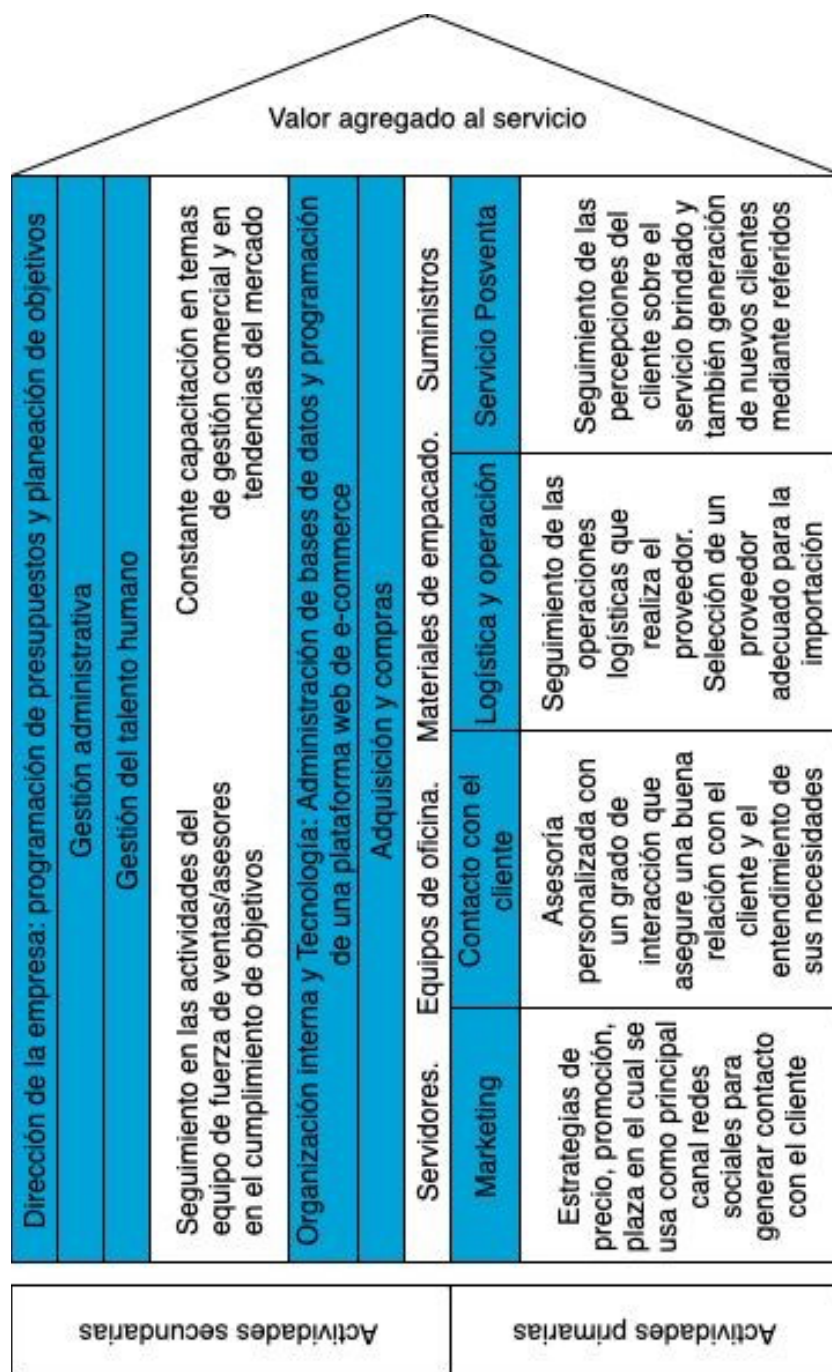 Valor agregado al servicio
Actividades secundarias
Dirección de la empresa: programación de presupuestos y planeación de objetivos
Gestión administrativa
Gestión del talento humano
Seguimiento en las actividades del
equipo de fuerza de ventas/asesores
en el cumplimiento de objetivos
Constante capacitación en temas
de gestión comercial y en
tendencias del mercado
Organización interna y Tecnología: Administración de bases de datos y programación
de una plataforma web de e-commerce
Adquisición y compras
Servidores. Equipos de oficina. Materiales de empacado. Suministros
Actividades primarias
Marketing
Estrategias de
precio, promoción,
plaza en el cual se
usa como principal
canal redes
sociales para
generar contacto
con el cliente
Contacto con el
cliente
Asesoría
personalizada con
un grado de
interacción que
asegure una buena
relación con el
cliente y el
entendimiento de
sus necesidades
Logística y operación
Seguimiento de las
operaciones
logísticas que
realiza el
proveedor.
Selección de un
proveedor
adecuado para la
importación
Servicio Posventa
Seguimiento de las
percepciones del
cliente sobre el
servicio brindado y
también generación
de nuevos clientes
mediante referidos